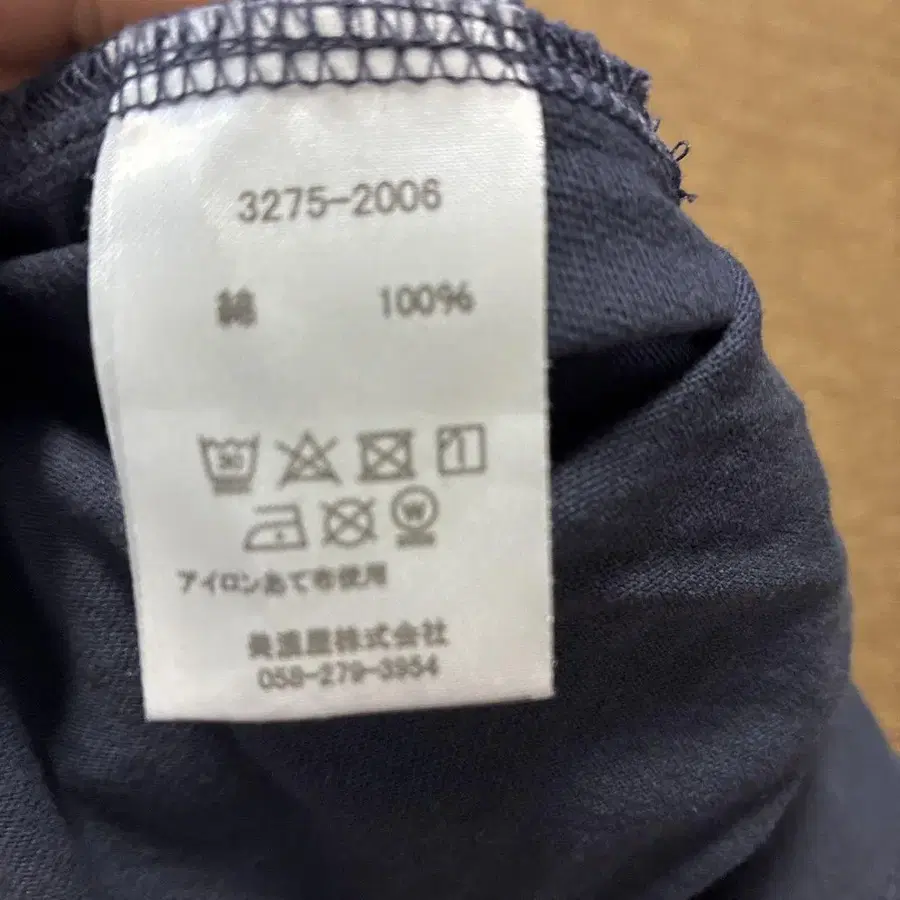 3275-2006
綿 100%
30
W
アイロンあて布使用
美濃屋株式会社
058-279-3954